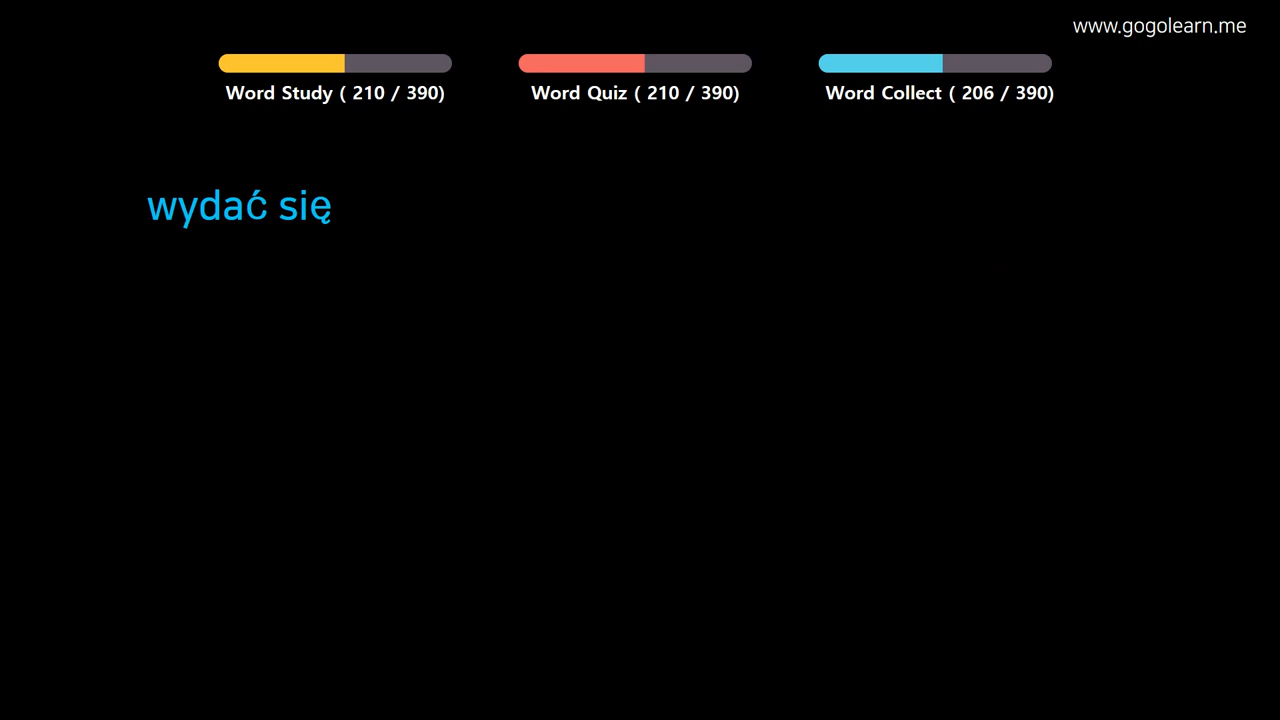 www.gogolearn.me
Word Study ( 210 / 390)
Word Quiz ( 210 / 390)
Word Collect ( 206 / 390)
wydać się